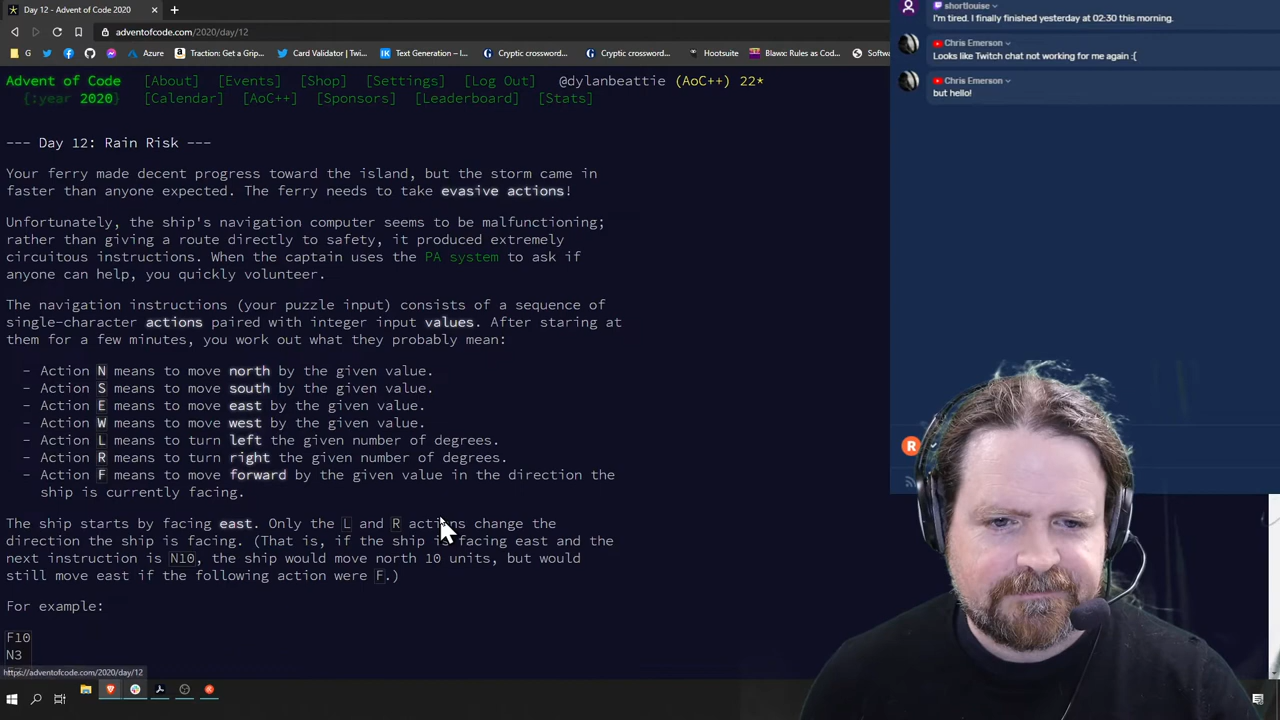 Day 12 - Advent of Code 2020
adventofcode.com/2020/day/12
G
Twitter
Azure
Traction: Get a Grip...
Card Validator | Twit...
Text Generation – I...
Cryptic crossword...
Cryptic crossword...
Hootsuite
Blawx: Rules as Cod...
Softwa
Advent of Code [About] [Events] [Shop] [Settings] [Log Out] @dylanbeattie (AoC++) 22*
{:year 2020} [Calendar] [AoC++] [Sponsors] [Leaderboard] [Stats]
--- Day 12: Rain Risk ---
Your ferry made decent progress toward the island, but the storm came in
faster than anyone expected. The ferry needs to take evasive actions!
Unfortunately, the ship's navigation computer seems to be malfunctioning;
rather than giving a route directly to safety, it produced extremely
circuitous instructions. When the captain uses the PA system to ask if
anyone can help, you quickly volunteer.
The navigation instructions (your puzzle input) consists of a sequence of
single-character actions paired with integer input values. After staring at
them for a few minutes, you work out what they probably mean:
- Action N means to move north by the given value.
- Action S means to move south by the given value.
- Action E means to move east by the given value.
- Action W means to move west by the given value.
- Action L means to turn left the given number of degrees.
- Action R means to turn right the given number of degrees.
- Action F means to move forward by the given value in the direction the
ship is currently facing.
The ship starts by facing east. Only the L and R actions change the
direction the ship is facing. (That is, if the ship is facing east and the
next instruction is N10, the ship would move north 10 units, but would
still move east if the following action were F.)
For example:
F10
N3
https://adventofcode.com/2020/day/12
shortlouise
I'm tired. I finally finished yesterday at 02:30 this morning.
Chris Emerson
Looks like Twitch chat not working for me again :{
Chris Emerson
but hello!
R